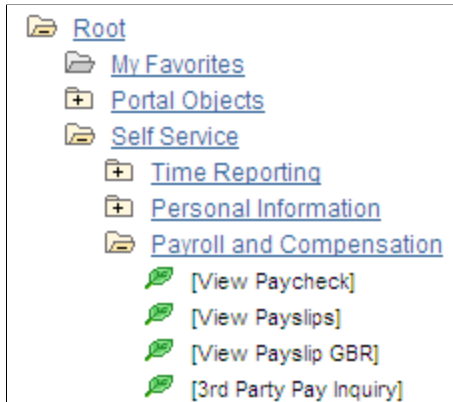 Root
My Favorites
Portal Objects
Self Service
Time Reporting
Personal Information
Payroll and Compensation
[View Paycheck]
[View Payslips]
[View Payslip GBR]
[3rd Party Pay Inquiry]